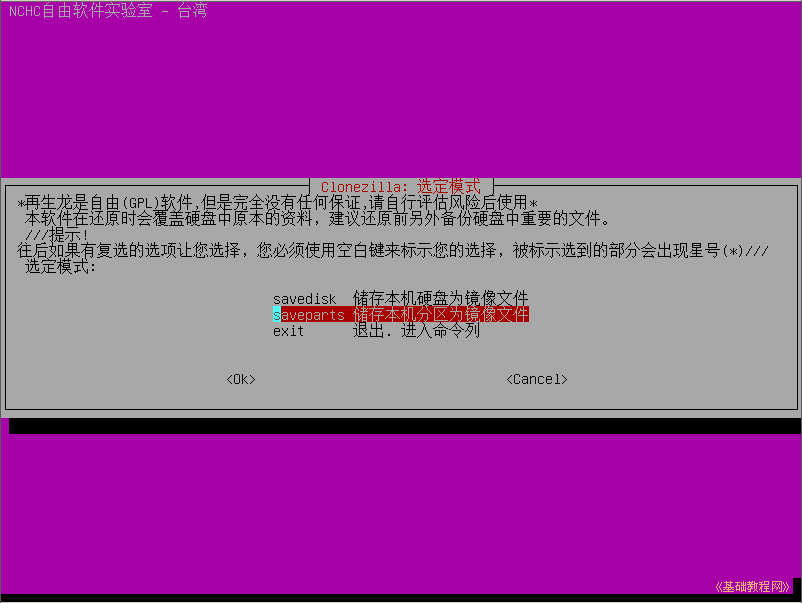 NCHC自由软件实验室 - 台湾
Clonezilla: 选定模式
*再生龙是自由(GPL)软件,但是完全没有任何保证,请自行评估风险后使用*
本软件在还原时会覆盖硬盘中原本的资料，建议还原前另外备份硬盘中重要的文件。
///提示!
往后如果有复选的选项让您选择，您必须使用空白键来标示您的选择，被标示选到的部分会出现星号(*)///
选定模式:
savedisk 储存本机硬盘为镜像文件
saveparts 储存本机分区为镜像文件
exit 退出. 进入命令列
<Ok> <Cancel>
《基础教程网》